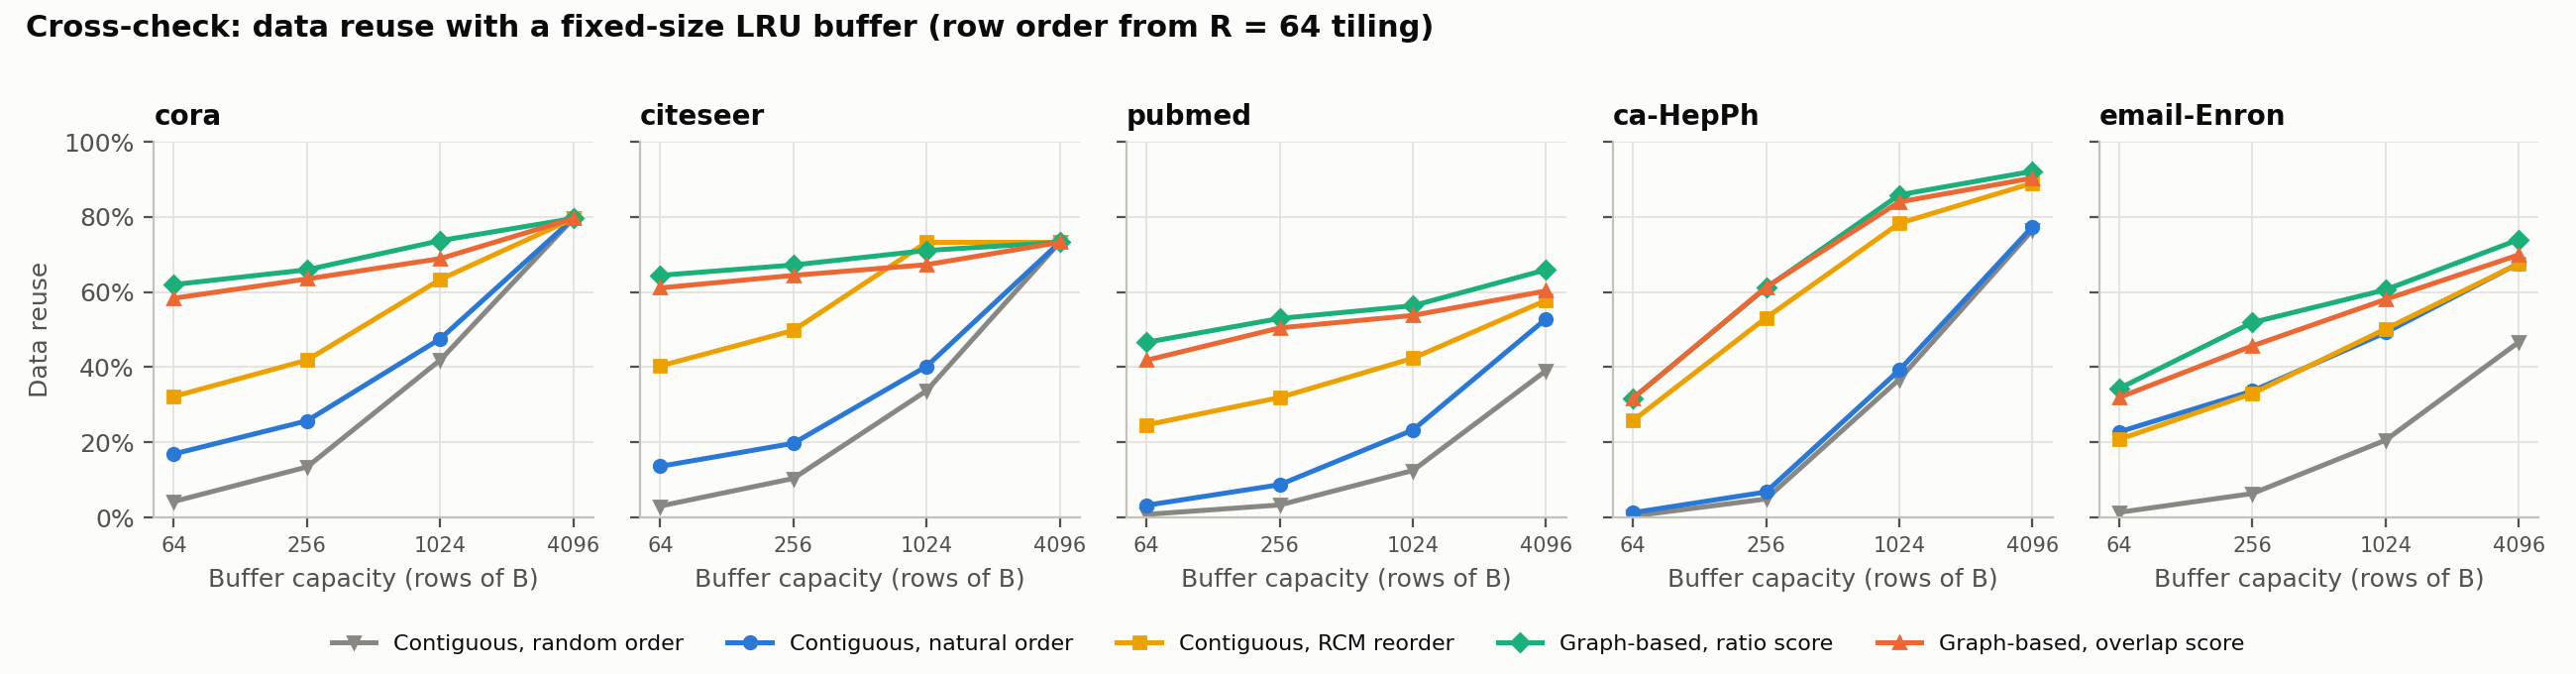 Cross-check: data reuse with a fixed-size LRU buffer (row order from R = 64 tiling)
cora
citeseer
pubmed
ca-HepPh
email-Enron
Data reuse
100%
80%
60%
40%
20%
0%
64 256 1024 4096
64 256 1024 4096
64 256 1024 4096
64 256 1024 4096
64 256 1024 4096
Buffer capacity (rows of B)
Buffer capacity (rows of B)
Buffer capacity (rows of B)
Buffer capacity (rows of B)
Buffer capacity (rows of B)
Contiguous, random order
Contiguous, natural order
Contiguous, RCM reorder
Graph-based, ratio score
Graph-based, overlap score